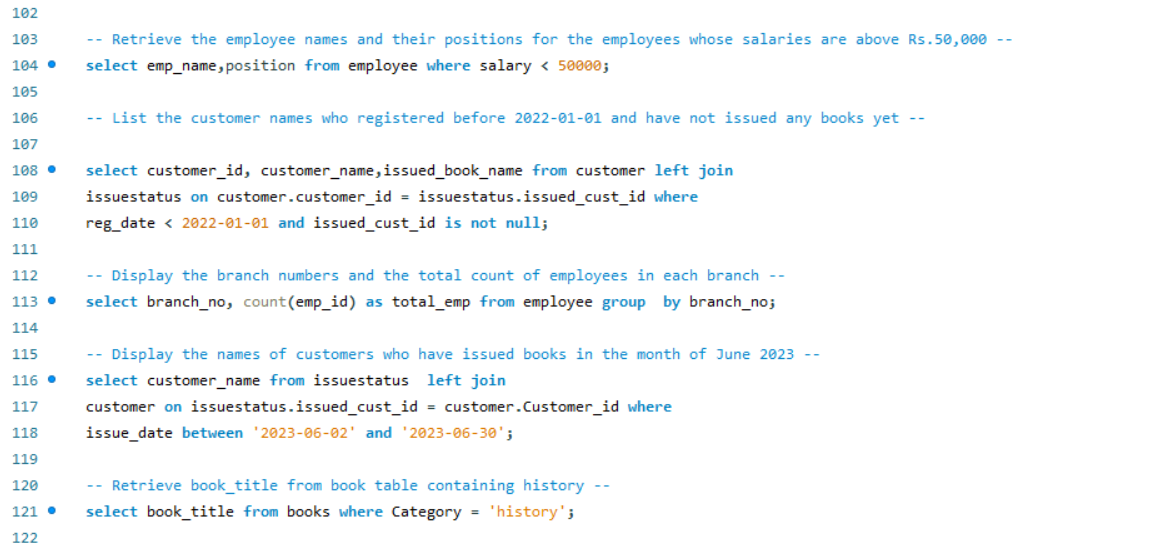 102
103 -- Retrieve the employee names and their positions for the employees whose salaries are above Rs.50,000 --
104 select emp_name,position from employee where salary < 50000;
105
106 -- List the customer names who registered before 2022-01-01 and have not issued any books yet --
107
108 select customer_id, customer_name,issued_book_name from customer left join
109 issuestatus on customer.customer_id = issuestatus.issued_cust_id where
110 reg_date < 2022-01-01 and issued_cust_id is not null;
111
112 -- Display the branch numbers and the total count of employees in each branch --
113 select branch_no, count(emp_id) as total_emp from employee group  by branch_no;
114
115 -- Display the names of customers who have issued books in the month of June 2023 --
116 select customer_name from issuestatus  left join
117 customer on issuestatus.issued_cust_id = customer.Customer_id where
118 issue_date between '2023-06-02' and '2023-06-30';
119
120 -- Retrieve book_title from book table containing history --
121 select book_title from books where Category = 'history';
122